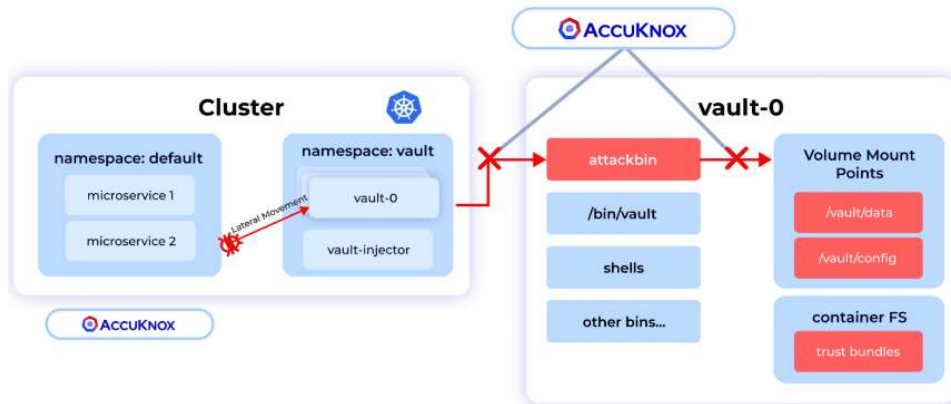 ACCUKNOX
Cluster
namespace: default
microservice 1
microservice 2
Lateral Movement
namespace: vault
vault-0
vault-injector
ACCUKNOX
vault-0
attackbin
/bin/vault
shells
other bins...
Volume Mount
Points
/vault/data
/vault/config
container FS
trust bundles